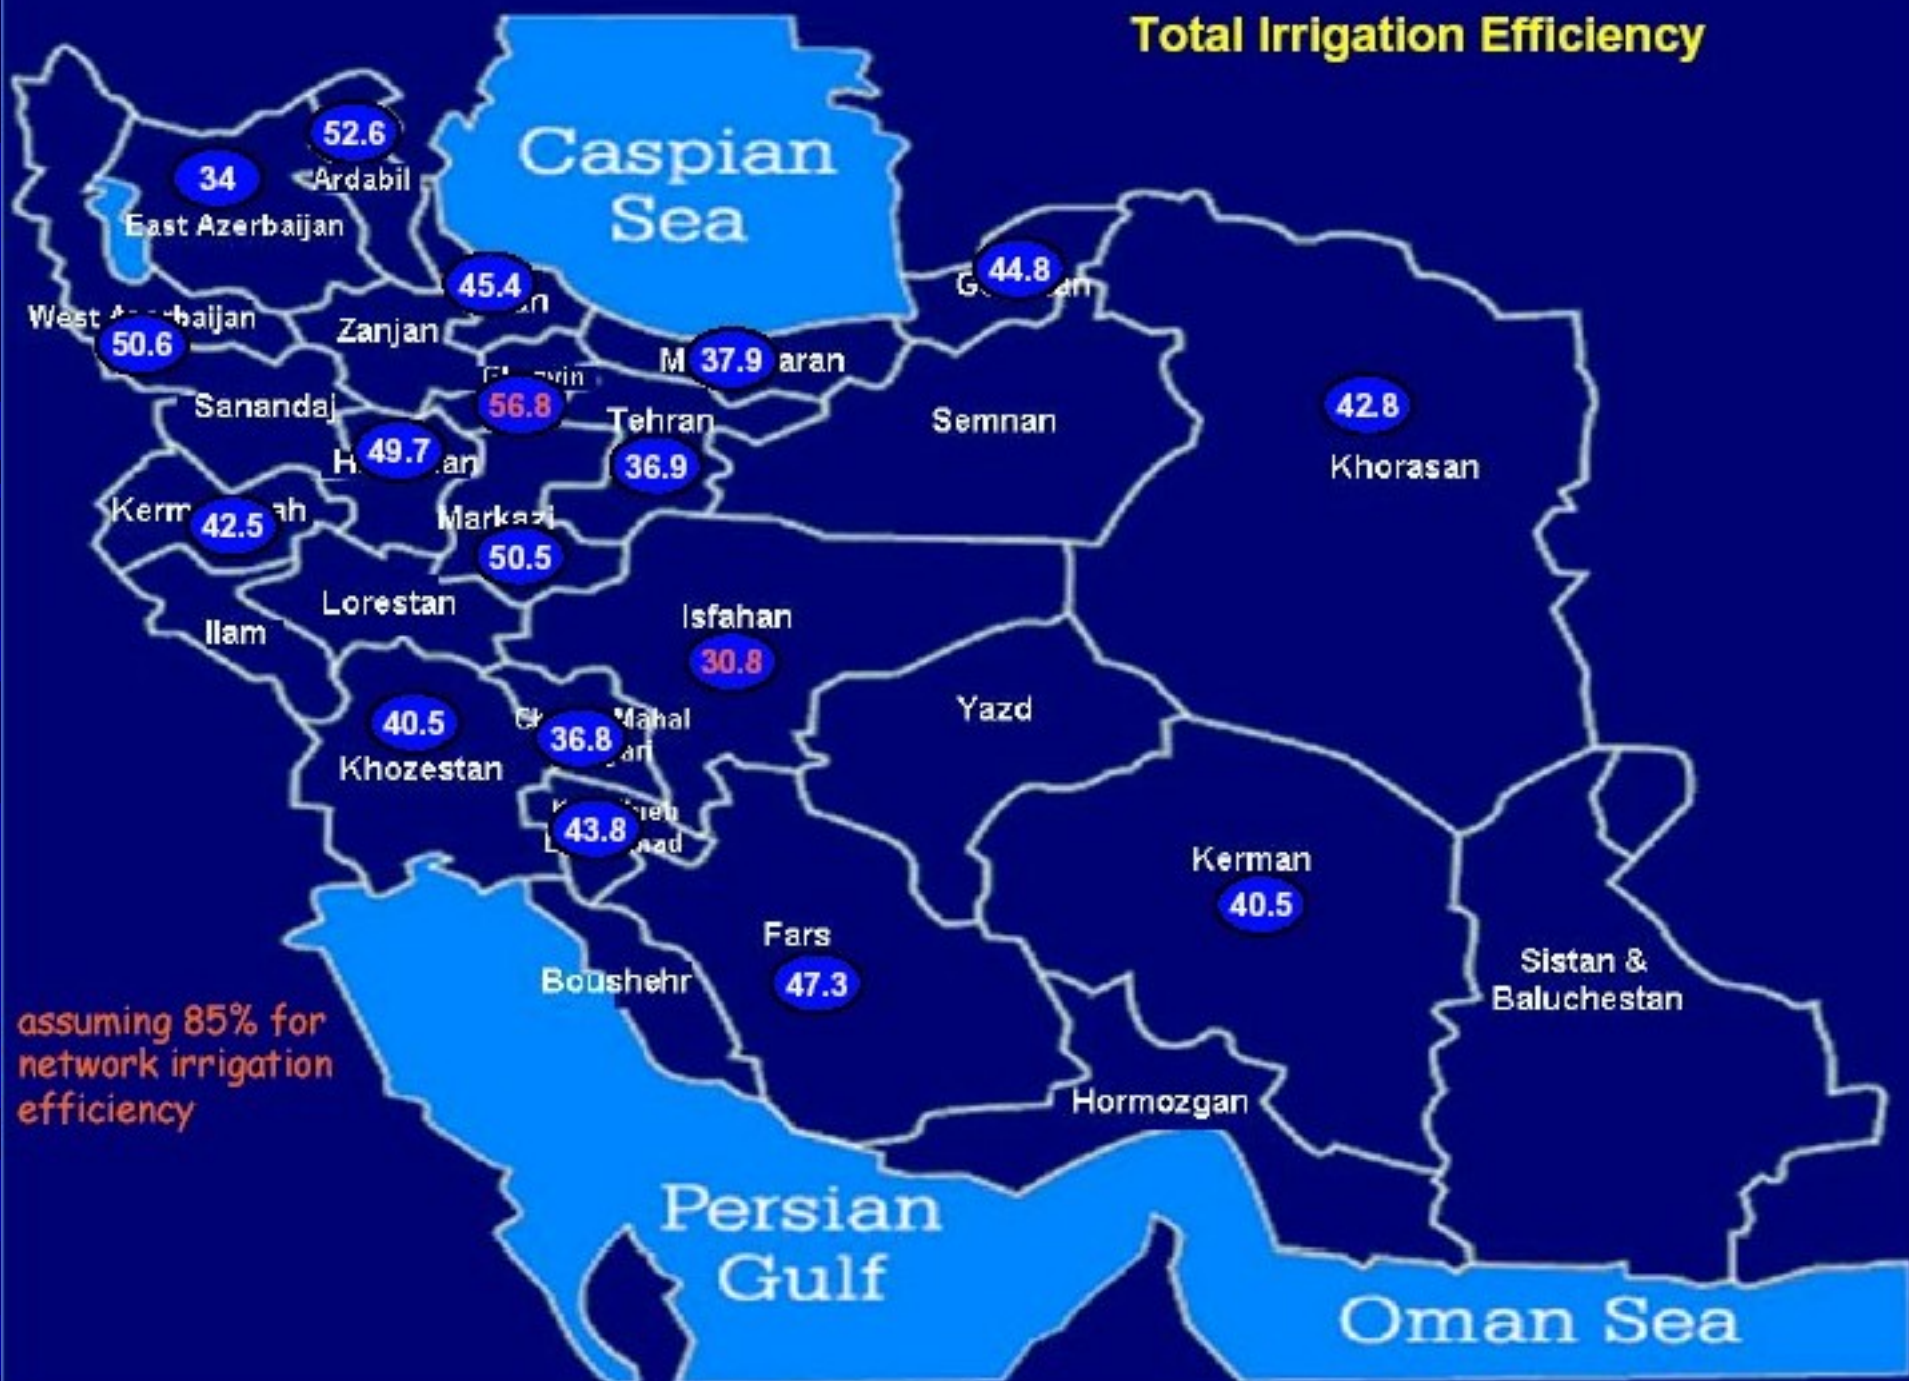 Total Irrigation Efficiency
Caspian
Sea
52.6
34
Ardabil
East Azerbaijan
45.4
44.8
West
50.6
Zanjan
37.9
56.8
Sanandaj
Tehran
Semnan
42.8
49.7
36.9
Khorasan
42.5
Markazi
50.5
Lorestan
Isfahan
Ilam
30.8
Yazd
40.5
Mahal
36.8
Khozestan
43.8
Kerman
40.5
Fars
47.3
Boushehr
Sistan &
Baluchestan
assuming 85% for
network irrigation
efficiency
Hormozgan
Persian
Gulf
Oman Sea